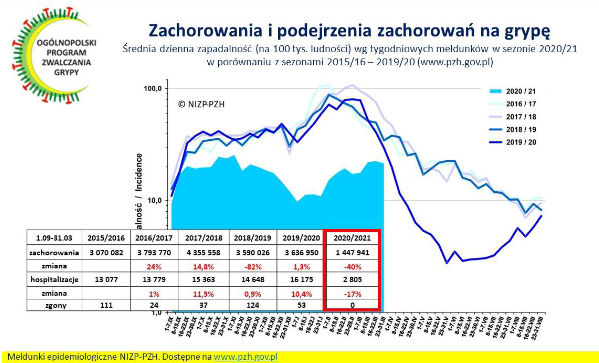 OGÓLNOPOLSKI
PROGRAM
ZWALCZANIA
GRYPY
Zachorowania i podejrzenia zachorowań na grypę
Średnia dzienna zapadalność (na 100 tys. ludności) wg tygodniowych meldunków w sezonie 2020/21
w porównaniu z sezonami 2015/16 – 2019/20 (www.pzh.gov.pl)
100,0
© NIZP-PZH
2020 / 21
2016 / 17
2017 / 18
2018 / 19
2019 / 20
10,0
1,0
alność / Incidence
1.09-31.03 2015/2016 2016/2017 2017/2018 2018/2019 2019/2020 2020/2021
zachorowania 3 070 082 3 793 770 4 355 558 3 590 026 3 636 950 1 447 941
zmiana 24% 14,8% -82% 1,3% -40%
hospitalizacje 13 077 13 779 15 363 14 648 16 175 2 805
zmiana 1% 11,5% 0,9% 10,4% -17%
zgony 111 24 37 124 53 0
Meldunki epidemiologiczne NIZP-PZH. Dostępne na www.pzh.gov.pl